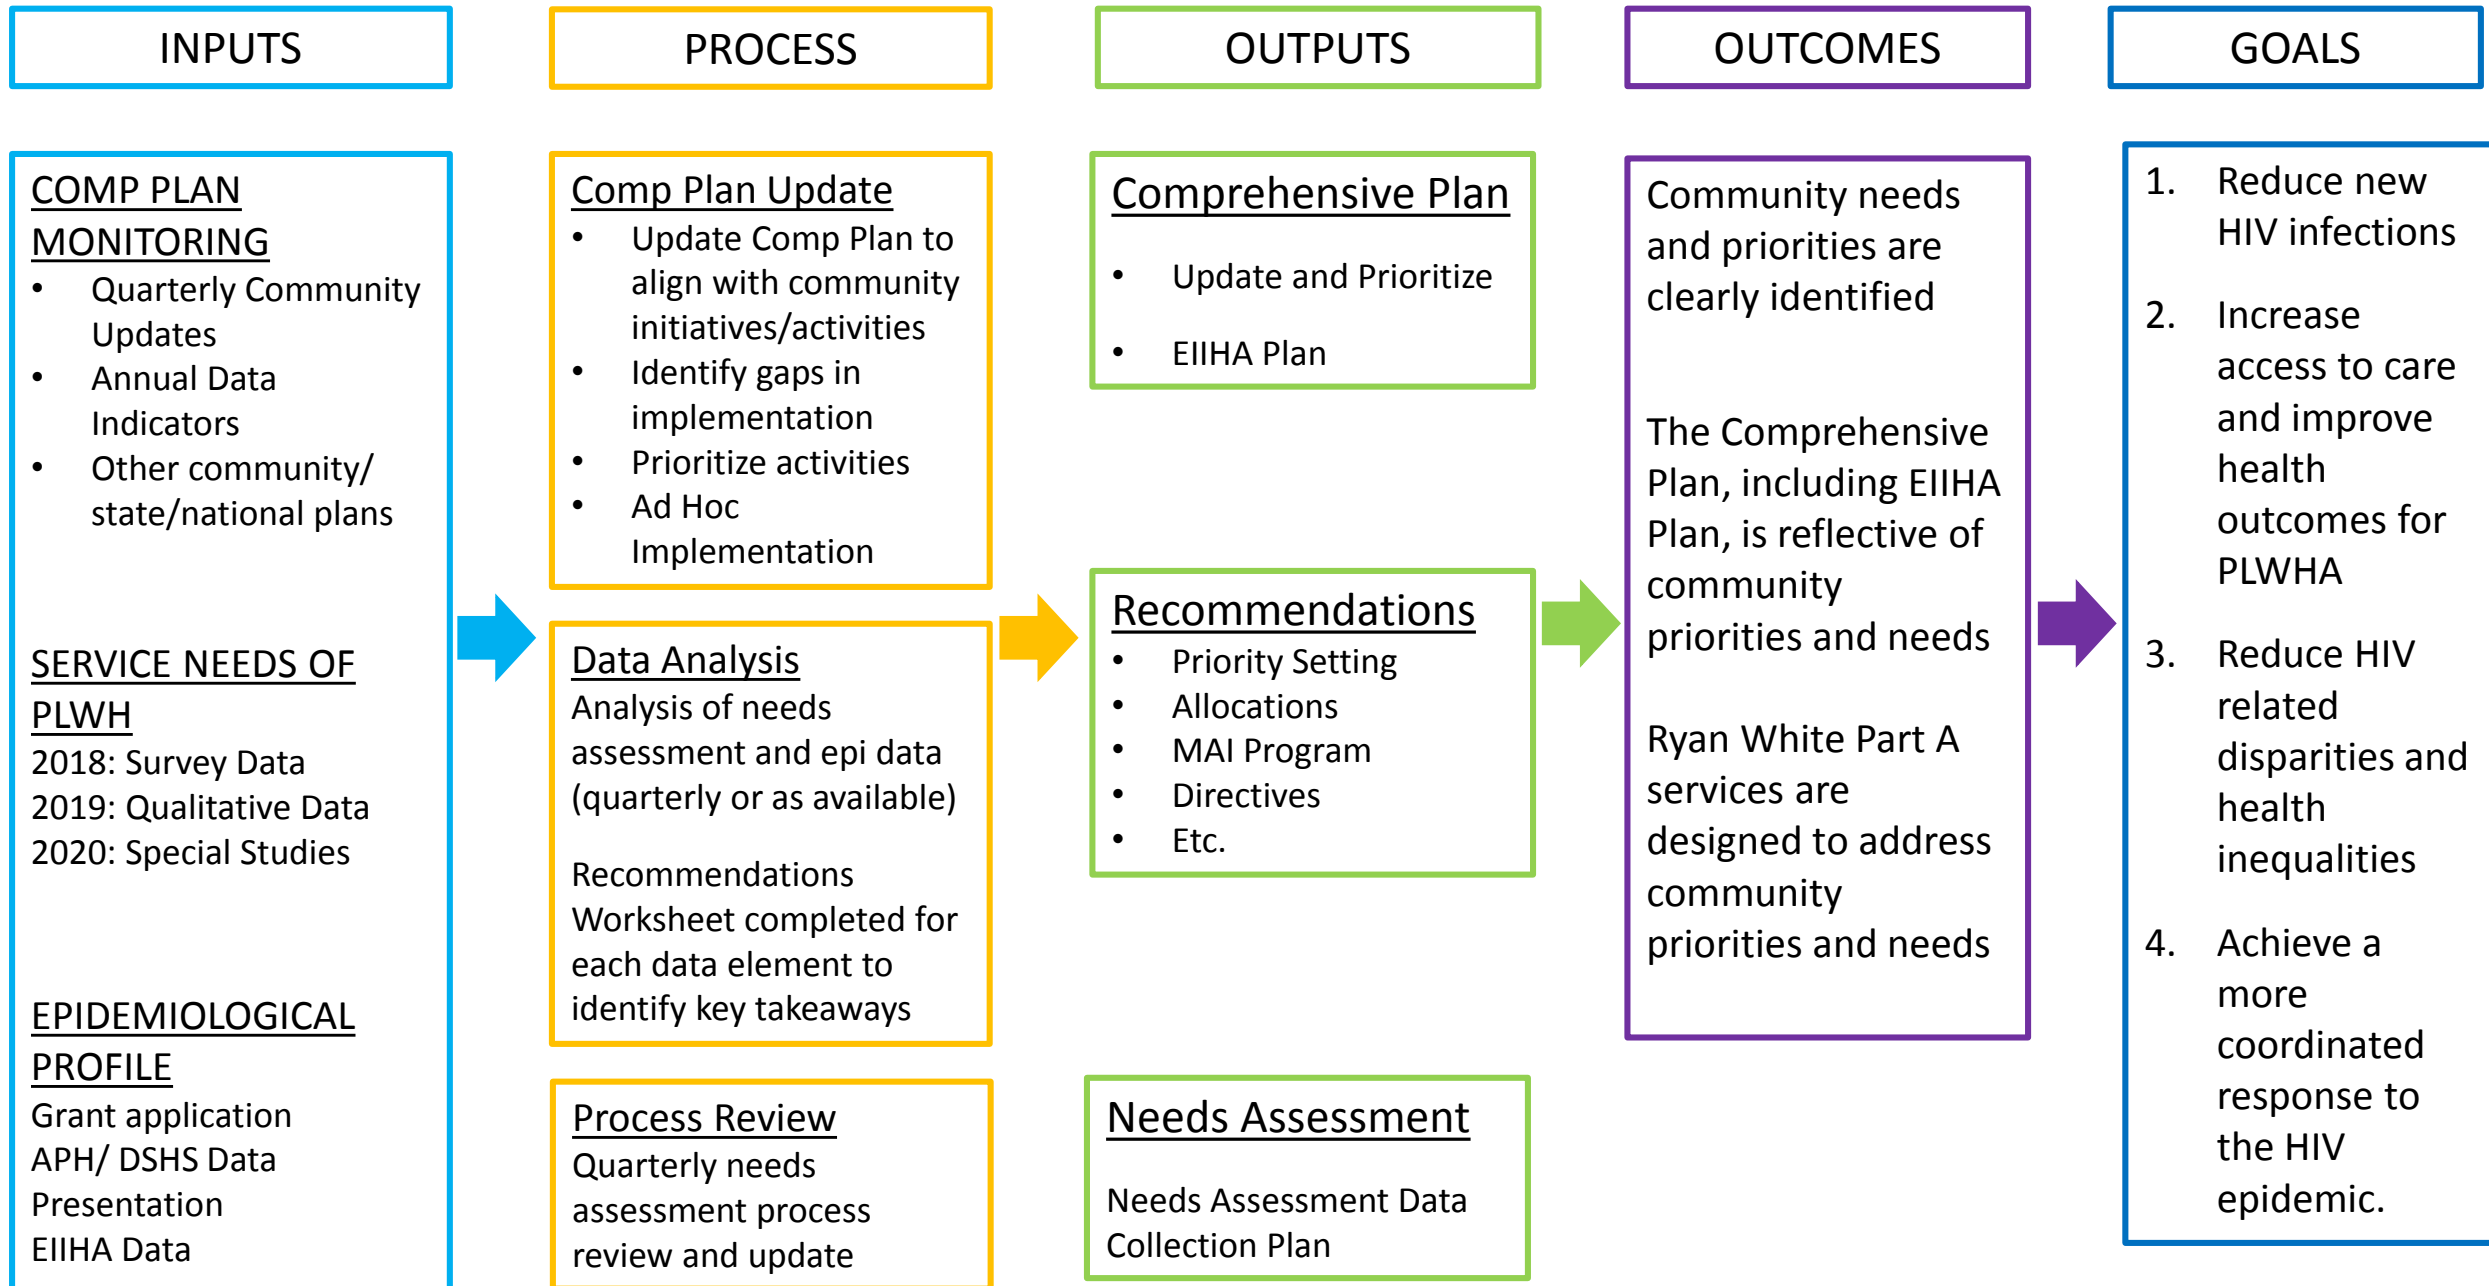 INPUTS
PROCESS
OUTPUTS
OUTCOMES
GOALS
COMP PLAN
MONITORING
• Quarterly Community
Updates
• Annual Data
Indicators
• Other community/
state/national plans
SERVICE NEEDS OF
PLWH
2018: Survey Data
2019: Qualitative Data
2020: Special Studies
EPIDEMIOLOGICAL
PROFILE
Grant application
APH/ DSHS Data
Presentation
EIIHA Data
Comp Plan Update
• Update Comp Plan to
align with community
initiatives/activities
• Identify gaps in
implementation
• Prioritize activities
• Ad Hoc
Implementation
Data Analysis
Analysis of needs
assessment and epi data
(quarterly or as available)
Recommendations
Worksheet completed for
each data element to
identify key takeaways
Process Review
Quarterly needs
assessment process
review and update
Comprehensive Plan
• Update and Prioritize
• EIIHA Plan
Recommendations
• Priority Setting
• Allocations
• MAI Program
• Directives
• Etc.
Needs Assessment
Needs Assessment Data
Collection Plan
Community needs
and priorities are
clearly identified
The Comprehensive
Plan, including EIIHA
Plan, is reflective of
community
priorities and needs
Ryan White Part A
services are
designed to address
community
priorities and needs
1. Reduce new
HIV infections
2. Increase
access to care
and improve
health
outcomes for
PLWHA
3. Reduce HIV
related
disparities and
health
inequalities
4. Achieve a
more
coordinated
response to
the HIV
epidemic.